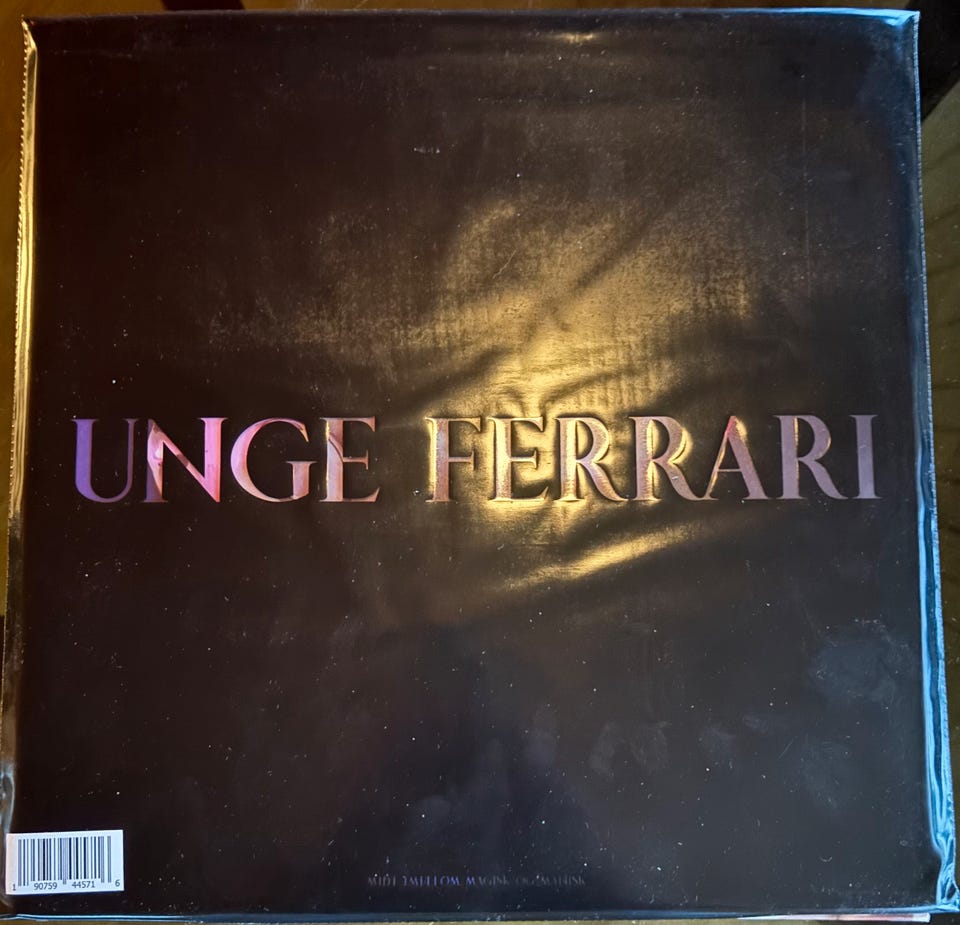 UNGE FERRARI
1 90759 44571 6
MIDT IMELLOM MAGISK OG MANISK